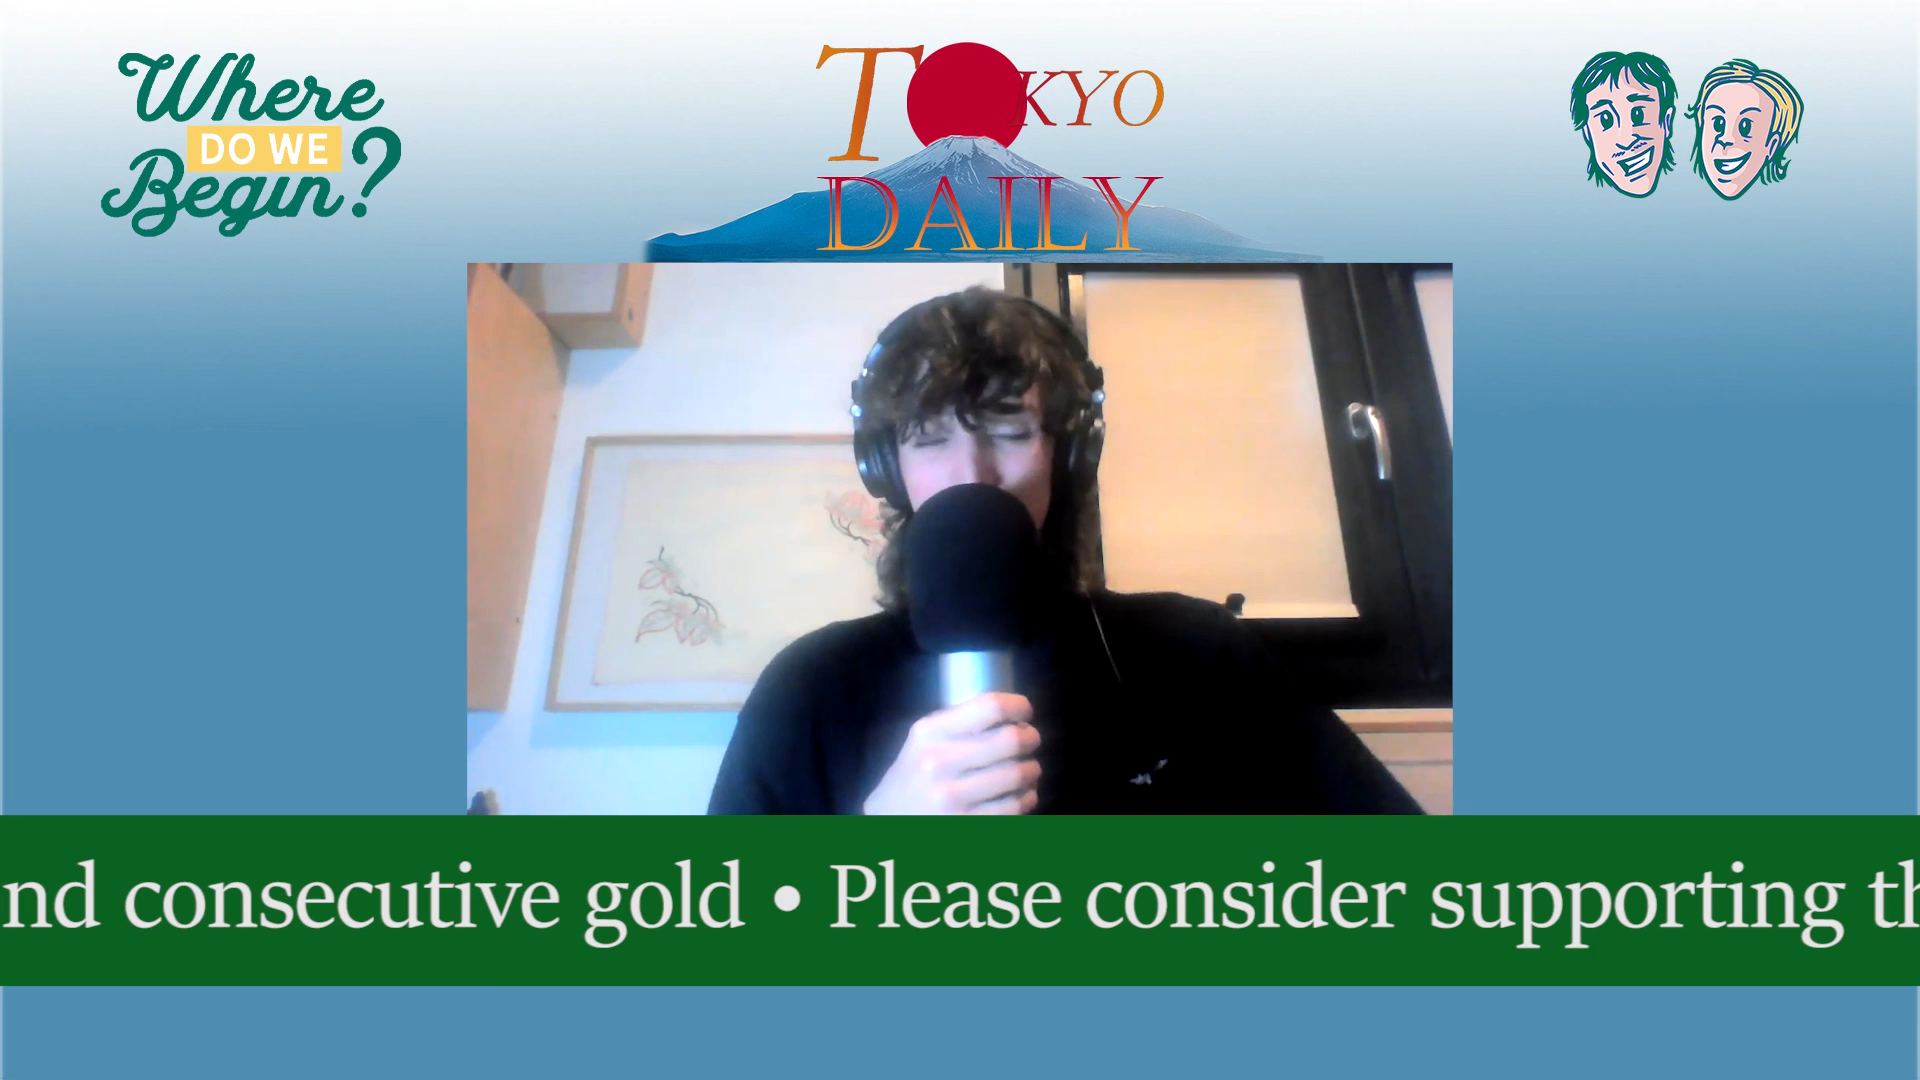 Where
DO WE
Begin?
TOKYO
DAILY
nd consecutive gold • Please consider supporting th